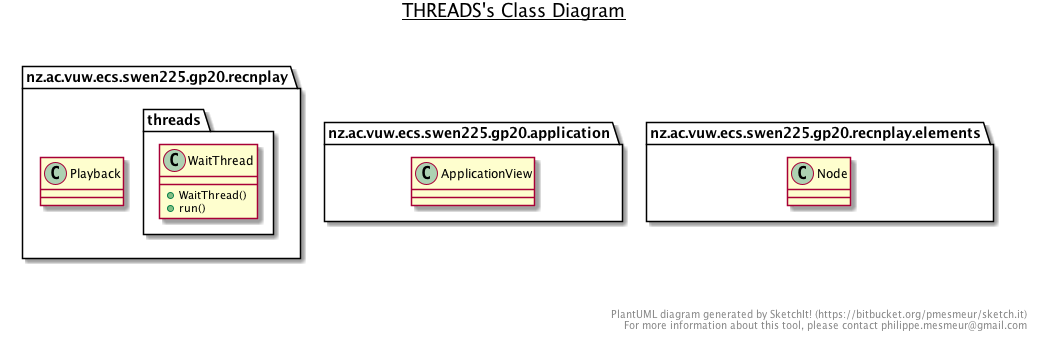 THREADS's Class Diagram
nz.ac.vuw.ecs.swen225.gp20.recnplay
threads
C Playback
C WaitThread
WaitThread()
run()
nz.ac.vuw.ecs.swen225.gp20.application
C ApplicationView
nz.ac.vuw.ecs.swen225.gp20.recnplay.elements
C Node
PlantUML diagram generated by SketchIt! (https://bitbucket.org/pmesmeur/sketch.it)
For more information about this tool, please contact philippe.mesmeur@gmail.com